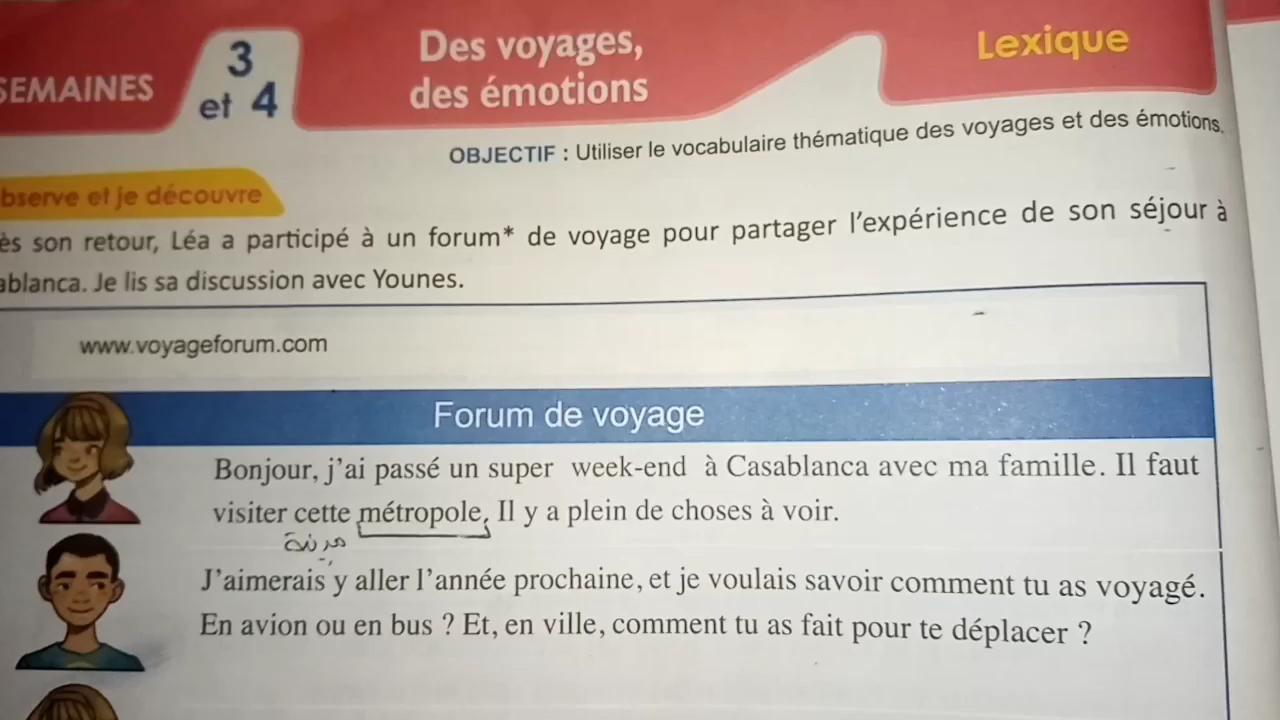 SEMAINES
3
et 4
Des voyages,
des émotions
Lexique
OBJECTIF : Utiliser le vocabulaire thématique des voyages et des émotions.
bserve et je découvre
ès son retour, Léa a participé à un forum* de voyage pour partager l'expérience de son séjour à
ablanca. Je lis sa discussion avec Younes.
www.voyageforum.com
Forum de voyage
Bonjour, j'ai passé un super week-end à Casablanca avec ma famille. Il faut
visiter cette métropole, Il y a plein de choses à voir.
مدينة
J'aimerais y aller l'année prochaine, et je voulais savoir comment tu as voyagé.
En avion ou en bus ? Et, en ville, comment tu as fait pour te déplacer ?